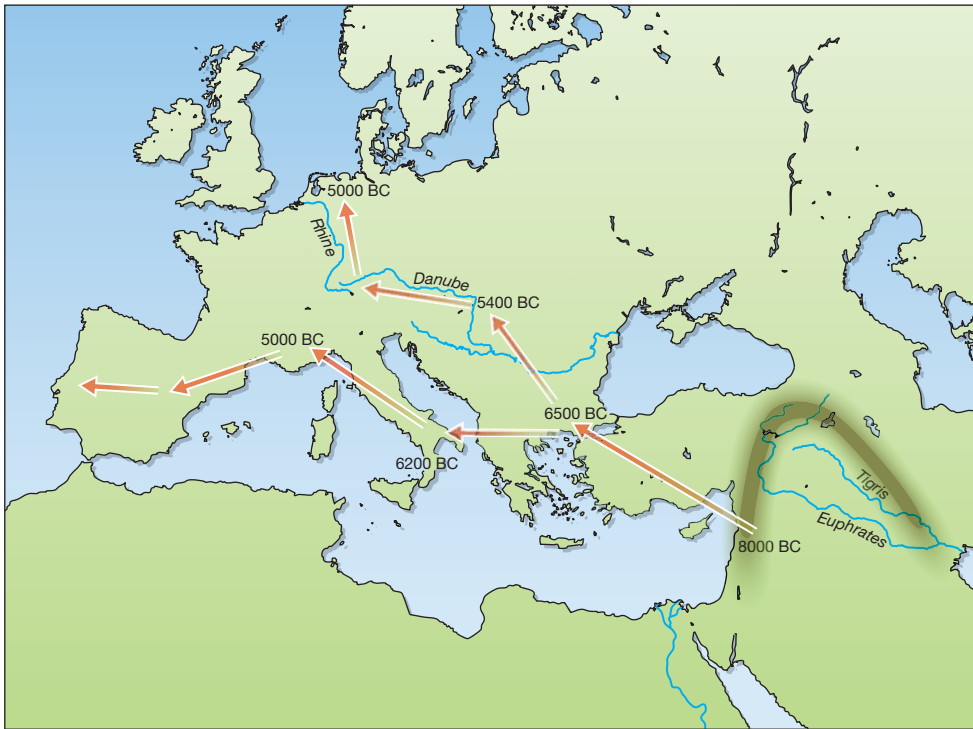 5000 BC
Rhine
Danube
5400 BC
5000 BC
6500 BC
6200 BC
Tigris
Euphrates
8000 BC